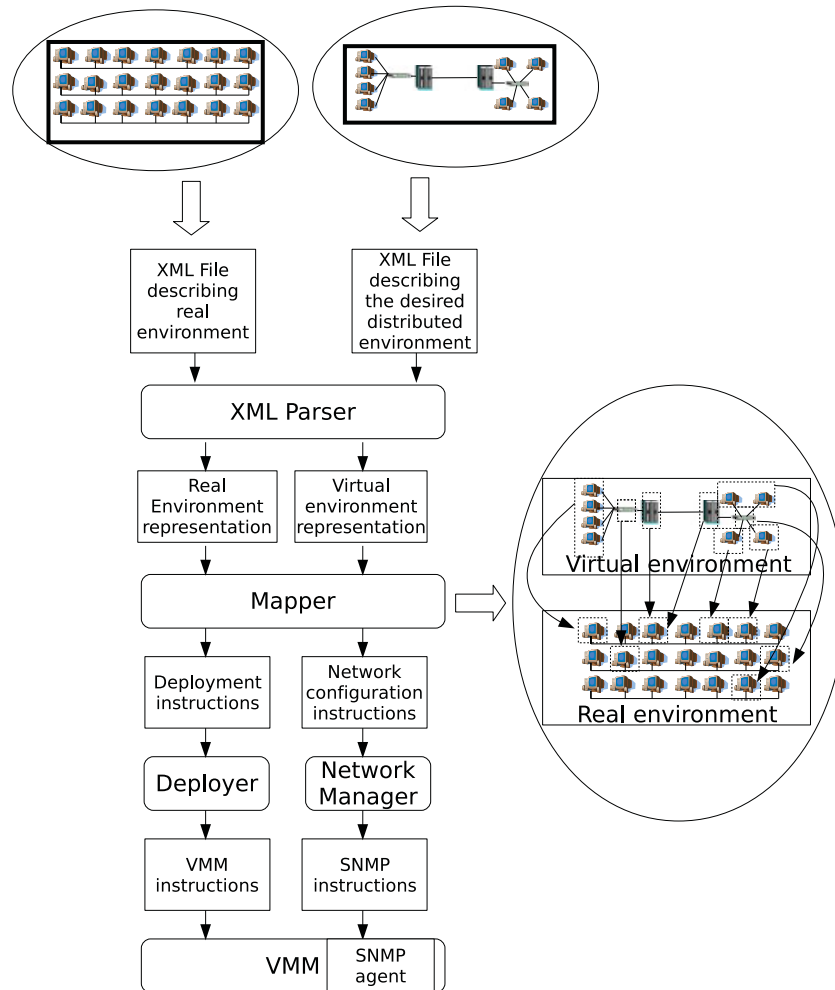 XML File
describing
real
environment
XML File
describing
the desired
distributed
environment
XML Parser
Real
Environment
representation
Virtual
environment
representation
Virtual environment
Mapper
Deployment
instructions
Network
configuration
instructions
Real environment
Deployer
Network
Manager
VMM
instructions
SNMP
instructions
VMM
SNMP
agent